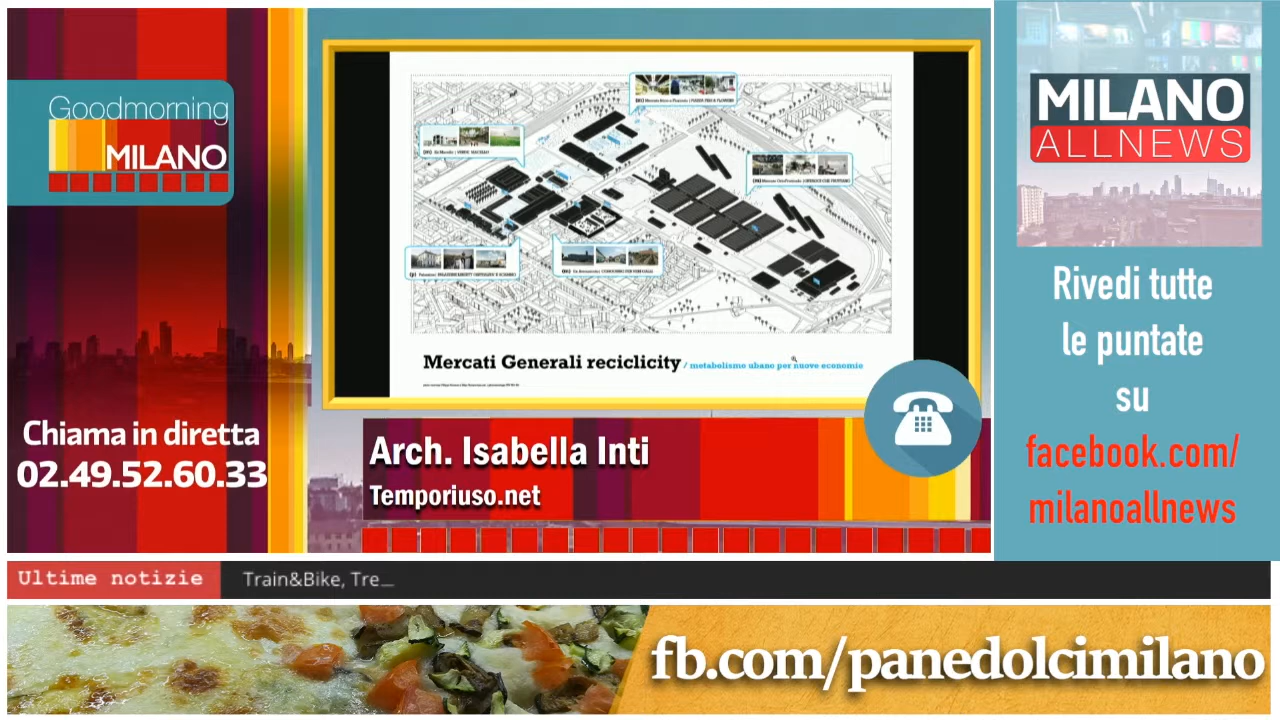 Goodmorning
MILANO
Chiama in diretta
02.49.52.60.33
Mercati Generali reciclicity / metabolismo ubano per nuove economie
Arch. Isabella Inti
Temporiuso.net
MILANO
ALLNEWS
Rivedi tutte
le puntate
su
facebook.com/
milanoallnews
Ultime notizie
Train&Bike, Tre_
fb.com/panedolcimilano